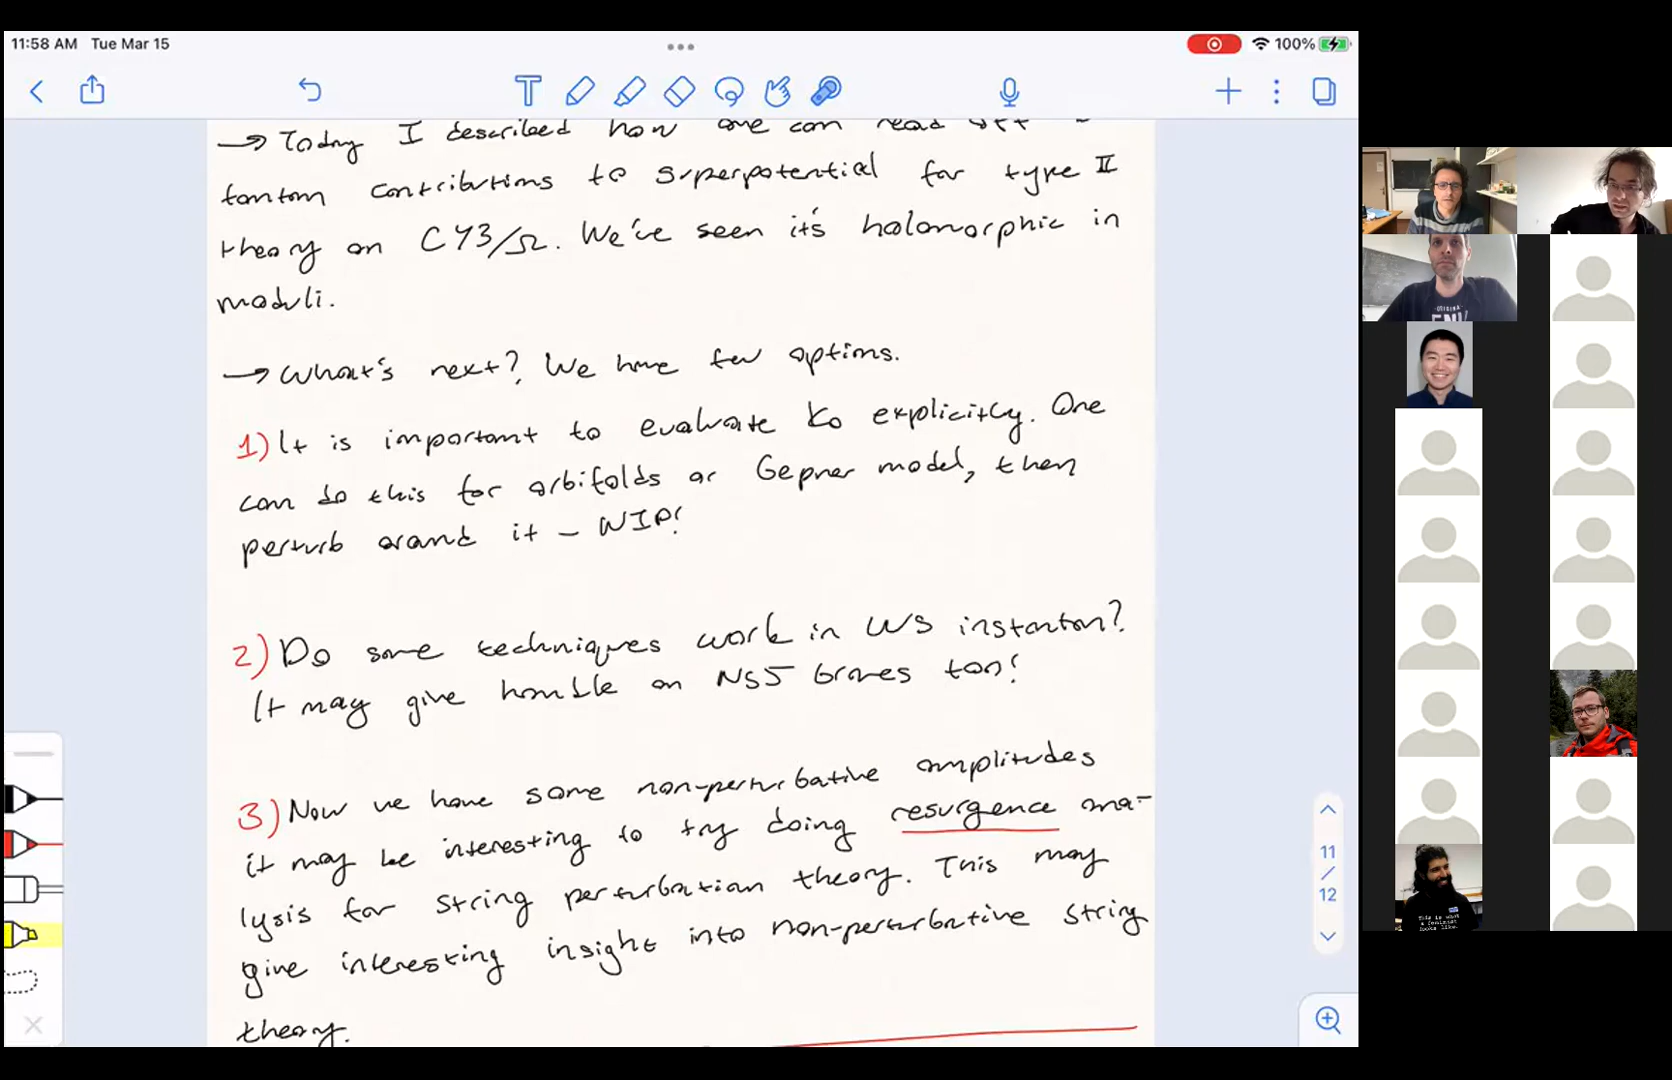 11:58 AM Tue Mar 15
100%
→ Today I described how one can read off
tanton contributions to superpotential for type II
theory on CY3/Ω. We've seen it's holomorphic in
moduli.
→ What's next? We have few options.
1) It is important to evaluate K0 explicitly. One
can do this for orbifolds or Gepner model, then
perturb around it – WIP!
2) Do same techniques work in WS instanton?
It may give handle on NS5 branes too!
3) Now we have some non-perturbative amplitudes
it may be interesting to try doing resurgence ana-
lysis for string perturbation theory. This may
give interesting insight into non-perturbative string
theory.
11
/
12